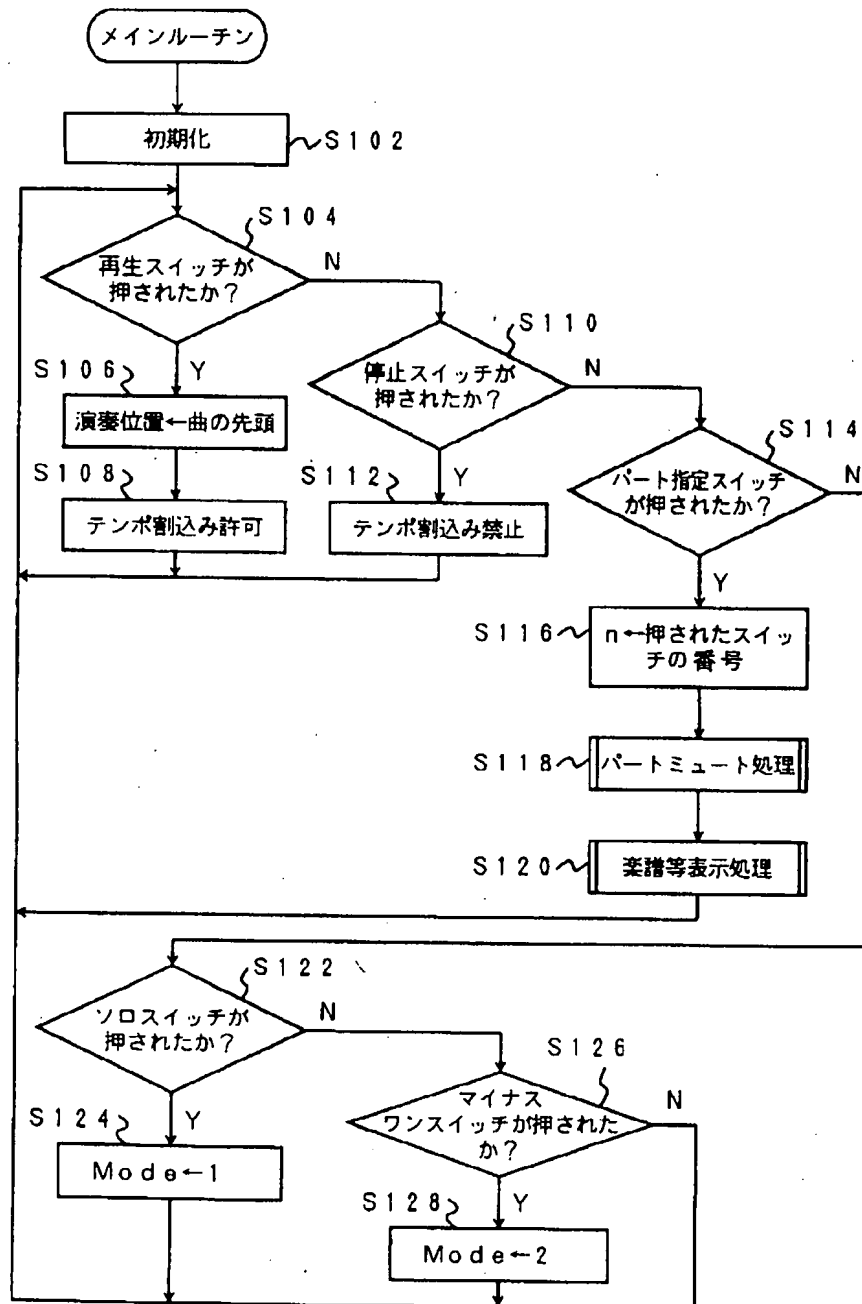 メインルーチン
初期化
S102
S104
再生スイッチが
押されたか?
N
Y
S106
演奏位置←曲の先頭
S108
テンポ割込み許可
S110
停止スイッチが
押されたか?
N
Y
S112
テンポ割込み禁止
S114
パート指定スイッチ
が押されたか?
N
Y
S116
n←押されたスイッ
チの番号
S118
パートミュート処理
S120
楽譜等表示処理
S122
ソロスイッチが
押されたか?
N
Y
S124
Mode←1
S126
マイナス
ワンスイッチが押された
か?
N
Y
S128
Mode←2